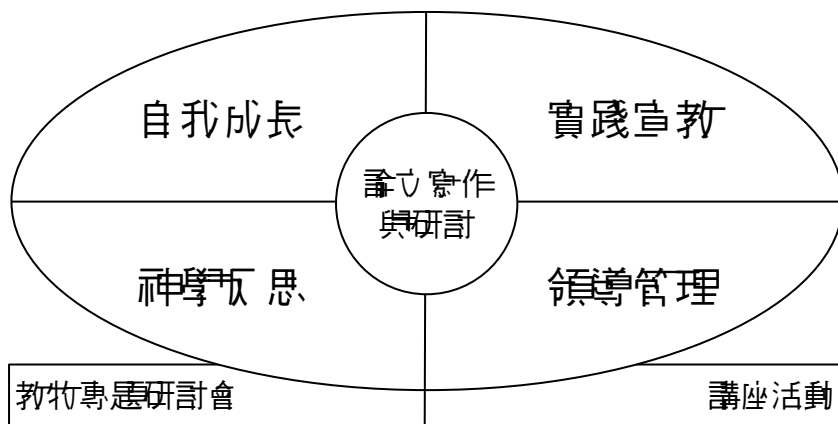 自我成長
實踐宣教
論文寫作
與研討
神學反思
領導管理
教牧專題研討會
講座活動